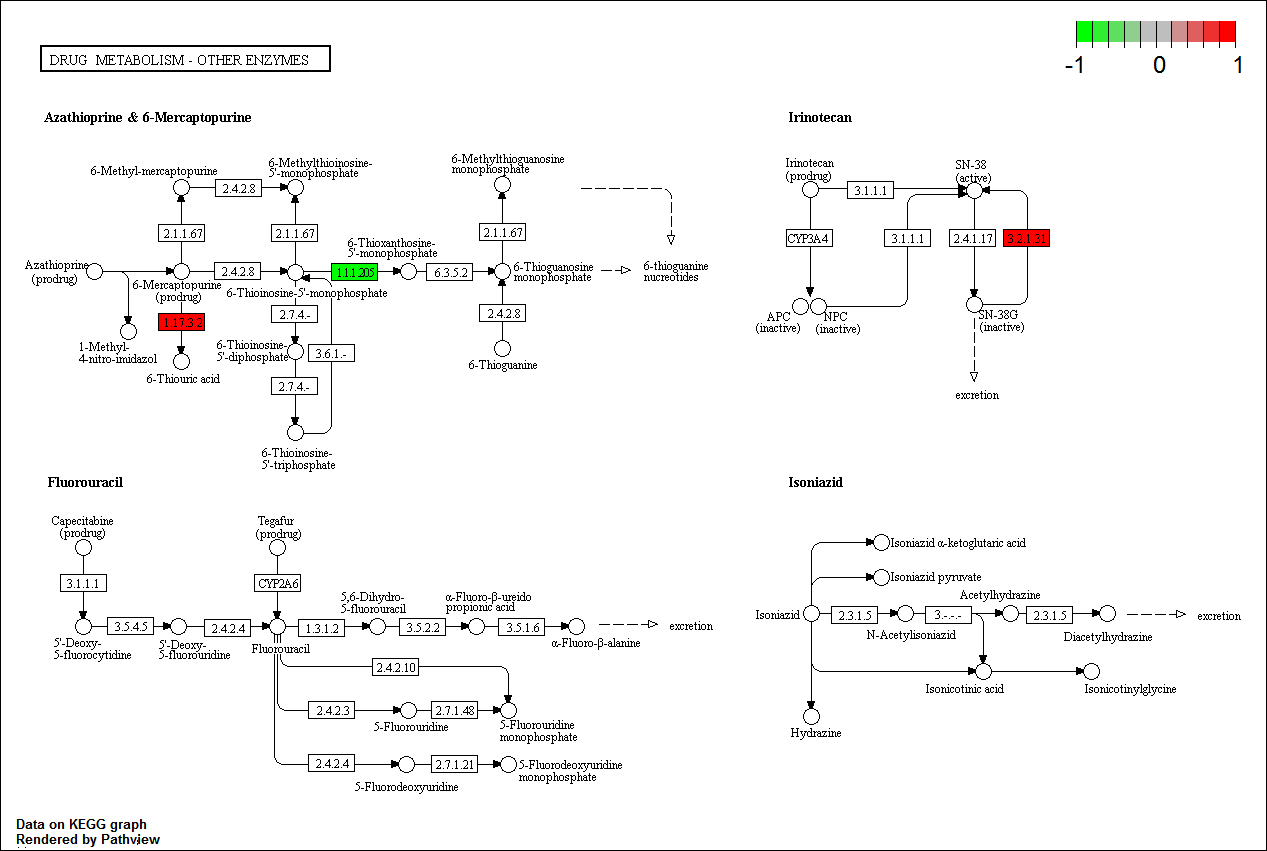 DRUG METABOLISM - OTHER ENZYMES
-1
0
1
Azathioprine & 6-Mercaptopurine
6-Methyl-mercaptopurine
2.4.2.8
6-Methylthioinosine-
5'-monophosphate
6-Methylthioguanosine
monophosphate
2.1.1.67
2.1.1.67
2.1.1.67
Azathioprine
(prodrug)
2.4.2.8
6-Mercaptopurine
(prodrug)
6-Thioinosine-5'-monophosphate
1.1.1.205
6-Thioxanthosine-
5'-monophosphate
6.3.5.2
6-Thioguanosine
monophosphate
6-thioguanine
nucreotides
1.17.3.2
1-Methyl-
4-nitro-imidazol
6-Thiouric acid
2.7.4.-
6-Thioinosine-
5'-diphosphate
3.6.1.-
2.7.4.-
6-Thioinosine-
5'-triphosphate
2.4.2.8
6-Thioguanine
Irinotecan
Irinotecan
(prodrug)
3.1.1.1
SN-38
(active)
CYP3A4
3.1.1.1
2.4.1.17
3.2.1.31
APC
(inactive)
NPC
(inactive)
SN-38G
(inactive)
excretion
Fluorouracil
Capecitabine
(prodrug)
Tegafur
(prodrug)
3.1.1.1
CYP2A6
5'-Deoxy-
5-fluorocytidine
3.5.4.5
5'-Deoxy-
5-fluorouridine
2.4.2.4
Fluorouracil
1.3.1.2
5,6-Dihydro-
5-fluorouracil
3.5.2.2
α-Fluoro-β-ureido
propionic acid
3.5.1.6
α-Fluoro-β-alanine
excretion
2.4.2.10
2.4.2.3
5-Fluorouridine
2.7.1.48
5-Fluorouridine
monophosphate
2.4.2.4
5-Fluorodeoxyuridine
2.7.1.21
5-Fluorodeoxyuridine
monophosphate
Isoniazid
Isoniazid α-ketoglutaric acid
Isoniazid pyruvate
Isoniazid
2.3.1.5
N-Acetylisoniazid
3.-.-.-
Acetylhydrazine
2.3.1.5
Diacetylhydrazine
excretion
Isonicotinic acid
Isonicotinylglycine
Hydrazine
Data on KEGG graph
Rendered by Pathview